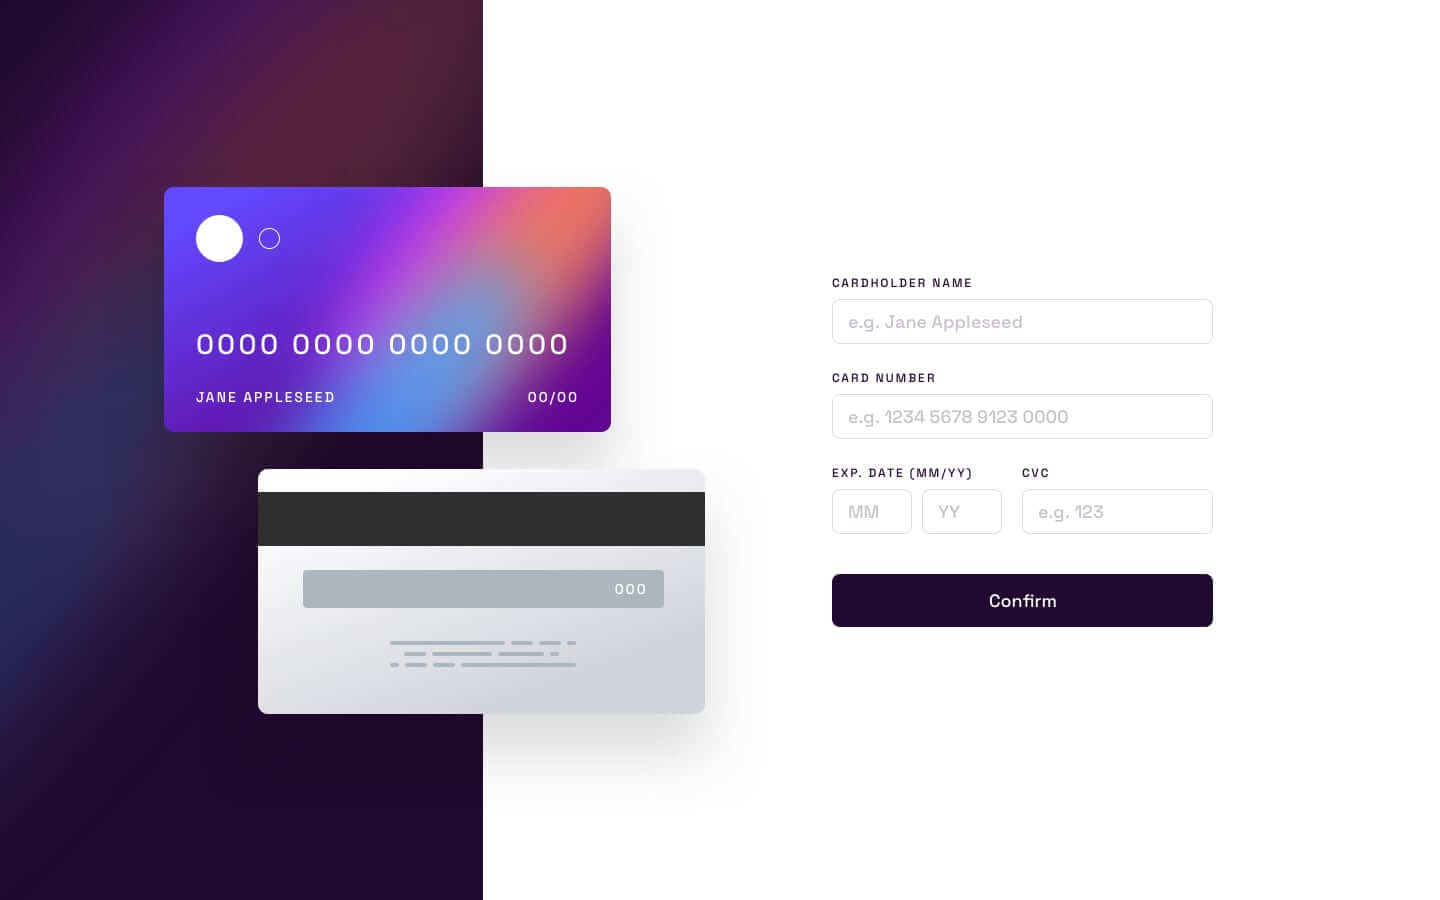 0000 0000 0000 0000
JANE APPLESEED 00/00
000
CARDHOLDER NAME
e.g. Jane Appleseed
CARD NUMBER
e.g. 1234 5678 9123 0000
EXP. DATE (MM/YY) CVC
MM YY e.g. 123
Confirm